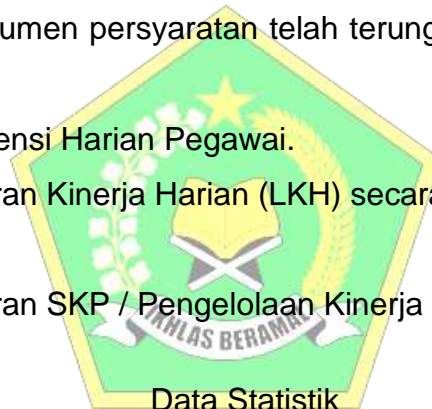 umen persyaratan telah terung
ensi Harian Pegawai.
ran Kinerja Harian (LKH) secara
ran SKP / Pengelolaan Kinerja
IKHLAS BERAMAL
Data Statistik